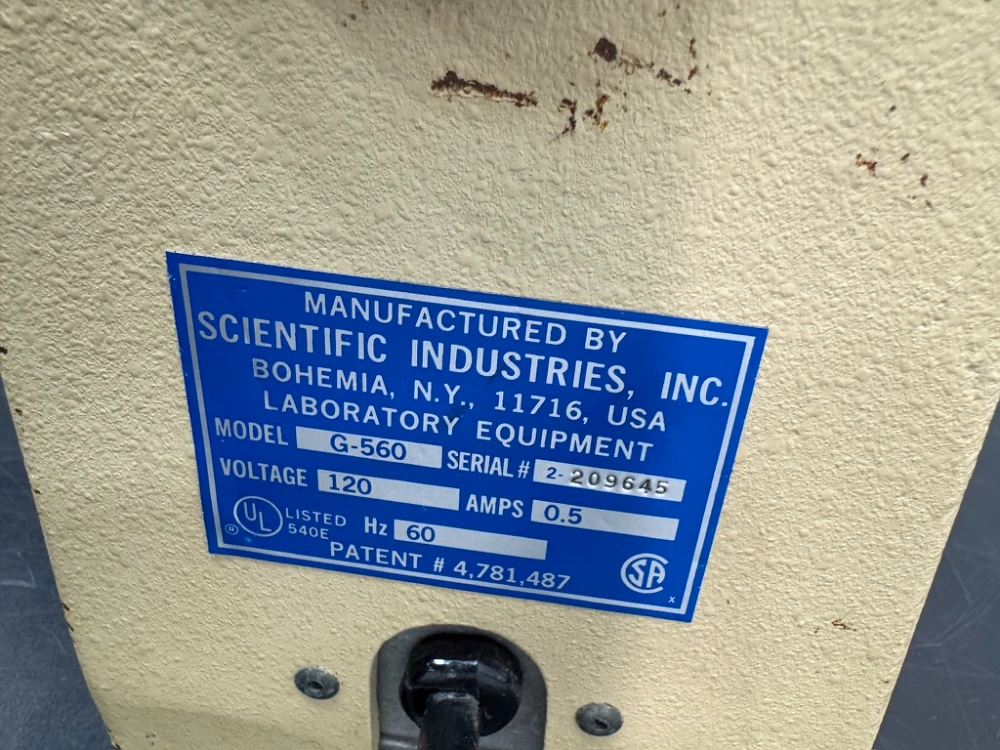 MANUFACTURED BY
SCIENTIFIC INDUSTRIES, INC.
BOHEMIA, N.Y., 11716, USA
LABORATORY EQUIPMENT
MODEL G-560 SERIAL # 2-209645
VOLTAGE 120 AMPS 0.5
UL LISTED 540E Hz 60
PATENT # 4,781,487
SA
x